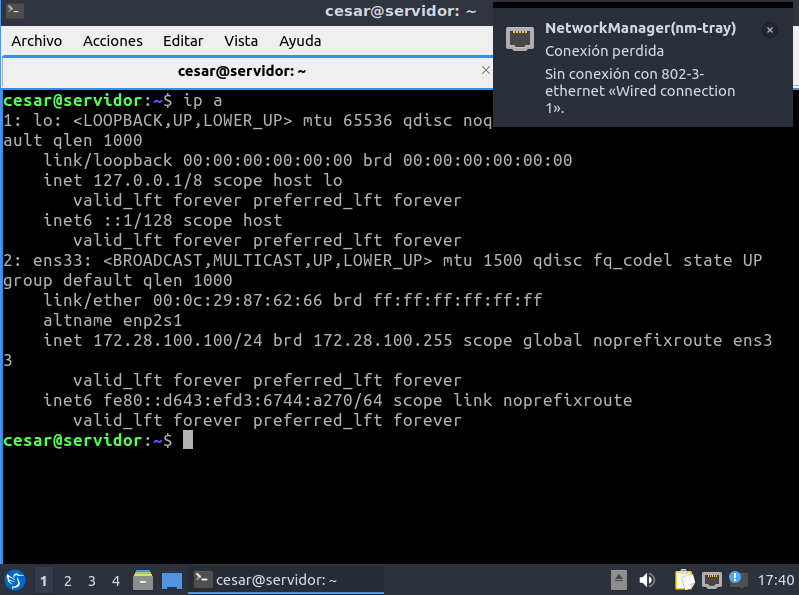 cesar@servidor: ~
Archivo Acciones Editar Vista Ayuda
cesar@servidor: ~
NetworkManager(nm-tray)
Conexión perdida
Sin conexión con 802-3-
ethernet «Wired connection
1».
cesar@servidor:~$ ip a
1: lo: <LOOPBACK,UP,LOWER_UP> mtu 65536 qdisc noq
ault qlen 1000
link/loopback 00:00:00:00:00:00 brd 00:00:00:00:00:00
inet 127.0.0.1/8 scope host lo
valid_lft forever preferred_lft forever
inet6 ::1/128 scope host
valid_lft forever preferred_lft forever
2: ens33: <BROADCAST,MULTICAST,UP,LOWER_UP> mtu 1500 qdisc fq_codel state UP
group default qlen 1000
link/ether 00:0c:29:87:62:66 brd ff:ff:ff:ff:ff:ff
altname enp2s1
inet 172.28.100.100/24 brd 172.28.100.255 scope global noprefixroute ens3
3
valid_lft forever preferred_lft forever
inet6 fe80::d643:efd3:6744:a270/64 scope link noprefixroute
valid_lft forever preferred_lft forever
cesar@servidor:~$
1 2 3 4 cesar@servidor: ~ 17:40